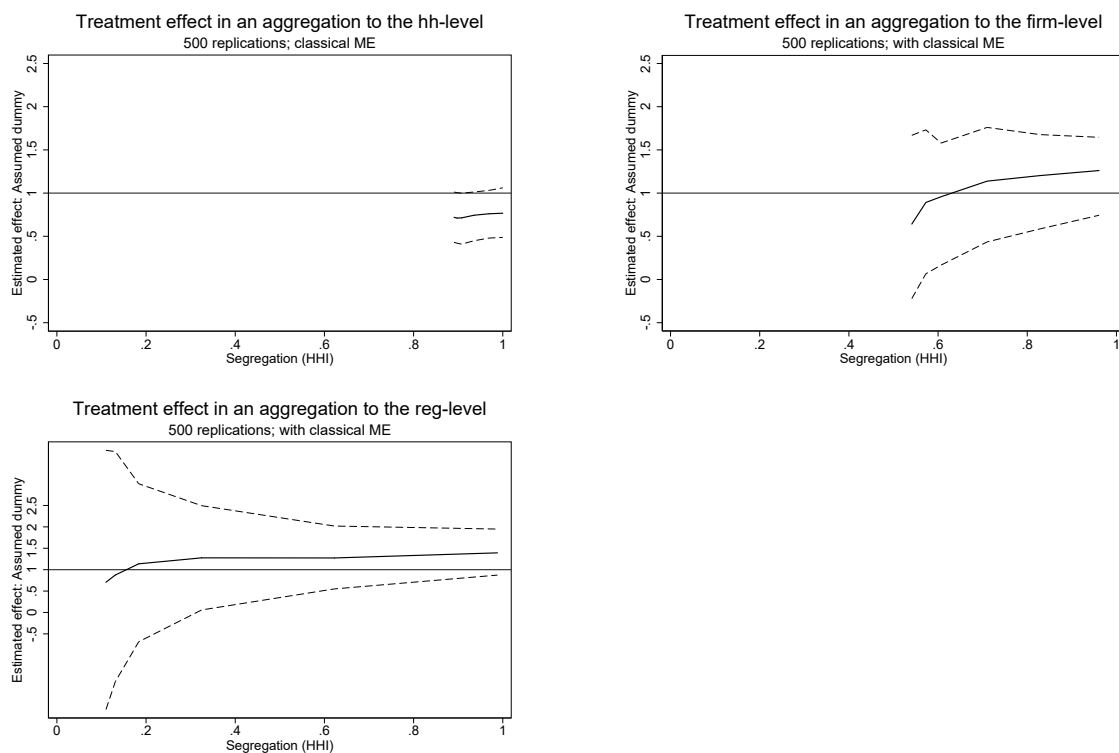 Treatment effect in an aggregation to the hh-level
500 replications; classical ME
Estimated effect: Assumed dummy
2.5
2
1.5
1
.5
0
-.5
0 .2 .4 .6 .8 1
Segregation (HHI)
Treatment effect in an aggregation to the firm-level
500 replications; with classical ME
Estimated effect: Assumed dummy
2.5
2
1.5
1
.5
0
-.5
0 .2 .4 .6 .8 1
Segregation (HHI)
Treatment effect in an aggregation to the reg-level
500 replications; with classical ME
Estimated effect: Assumed dummy
2.5
2
1.5
1
.5
0
-.5
0 .2 .4 .6 .8 1
Segregation (HHI)